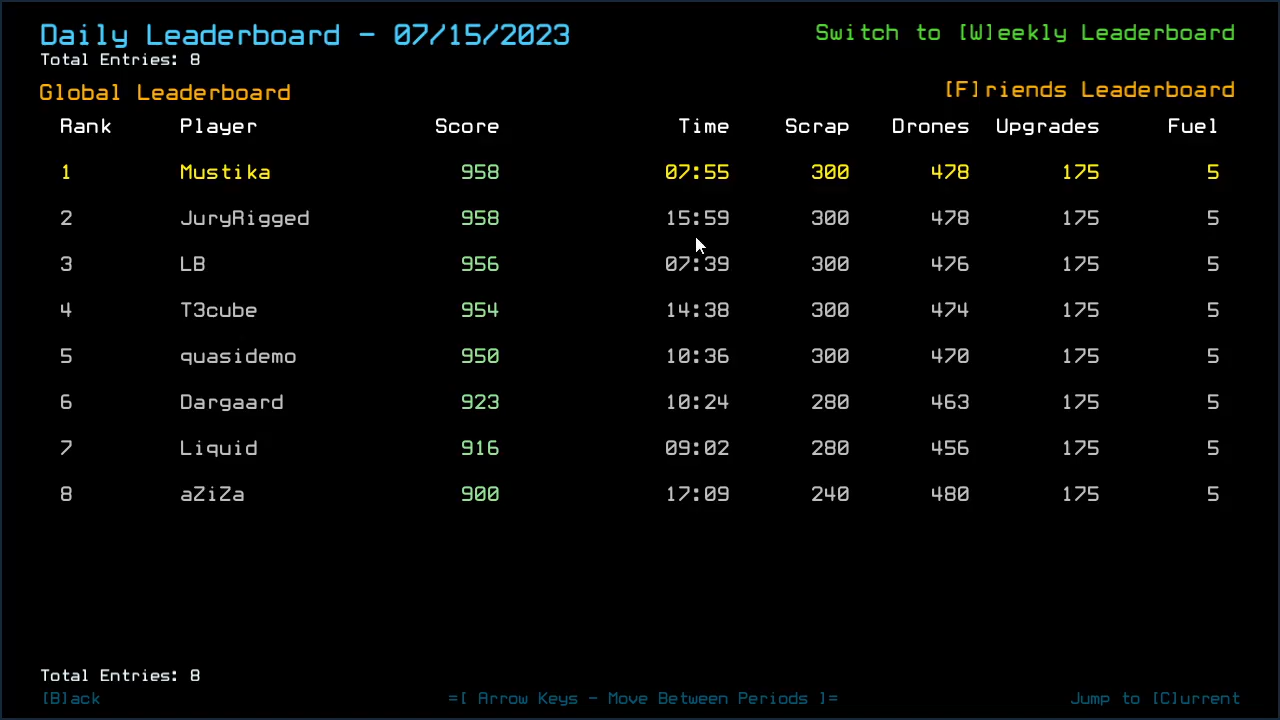 Daily Leaderboard - 07/15/2023 Switch to [W]eekly Leaderboard
Total Entries: 8
Global Leaderboard [F]riends Leaderboard
Rank Player Score Time Scrap Drones Upgrades Fuel
1 Mustika 958 07:55 300 478 175 5
2 JuryRigged 958 15:59 300 478 175 5
3 LB 956 07:39 300 476 175 5
4 T3cube 954 14:38 300 474 175 5
5 quasidemo 950 10:36 300 470 175 5
6 Dargaard 923 10:24 280 463 175 5
7 Liquid 916 09:02 280 456 175 5
8 aZiZa 900 17:09 240 480 175 5
Total Entries: 8
[B]ack =[ Arrow Keys - Move Between Periods ]= Jump to [C]urrent